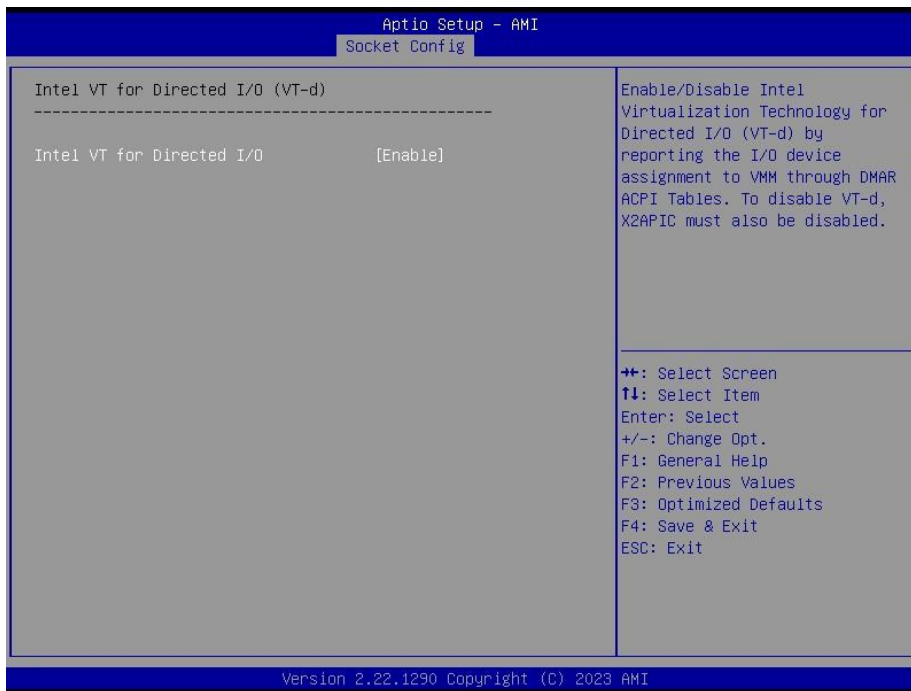 Aptio Setup – AMI
Socket Config
Intel VT for Directed I/O (VT-d)
--------------------------------------------------
Intel VT for Directed I/O [Enable]
Enable/Disable Intel
Virtualization Technology for
Directed I/O (VT-d) by
reporting the I/O device
assignment to VMM through DMAR
ACPI Tables. To disable VT-d,
X2APIC must also be disabled.
→←: Select Screen
↑↓: Select Item
Enter: Select
+/-: Change Opt.
F1: General Help
F2: Previous Values
F3: Optimized Defaults
F4: Save & Exit
ESC: Exit
Version 2.22.1290 Copyright (C) 2023 AMI